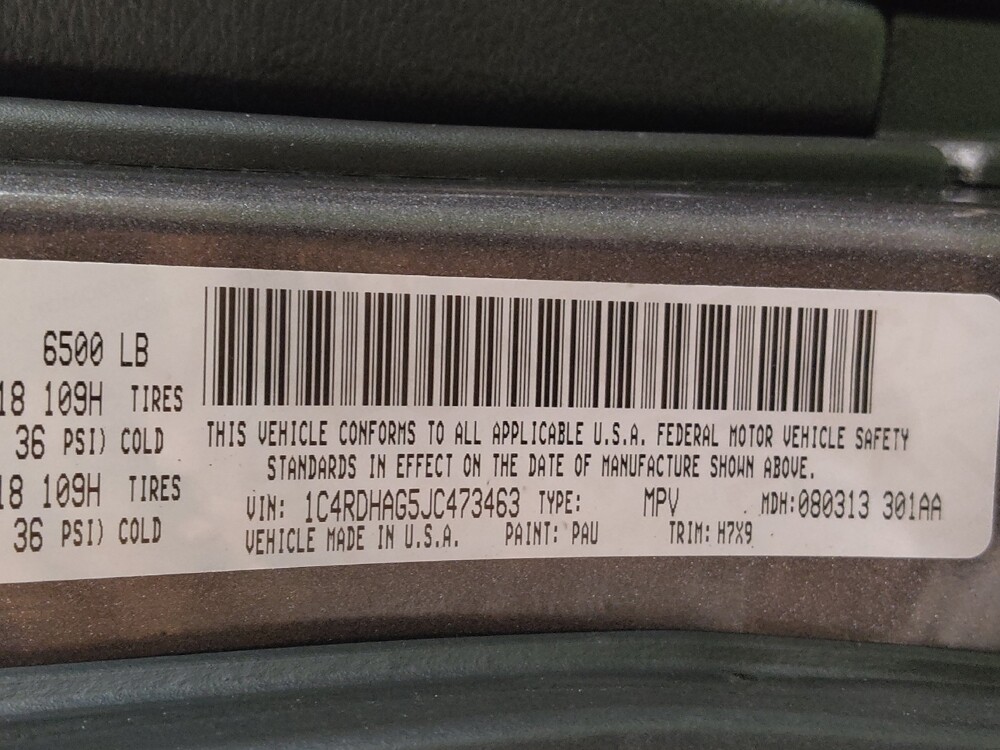 6500 LB
18 109H TIRES
36 PSI) COLD
18 109H TIRES
36 PSI) COLD
THIS VEHICLE CONFORMS TO ALL APPLICABLE U.S.A. FEDERAL MOTOR VEHICLE SAFETY
STANDARDS IN EFFECT ON THE DATE OF MANUFACTURE SHOWN ABOVE.
VIN: 1C4RDHAG5JC473463 TYPE: MPV MDH:080313 301AA
VEHICLE MADE IN U.S.A. PAINT: PAU TRIM: H7X9